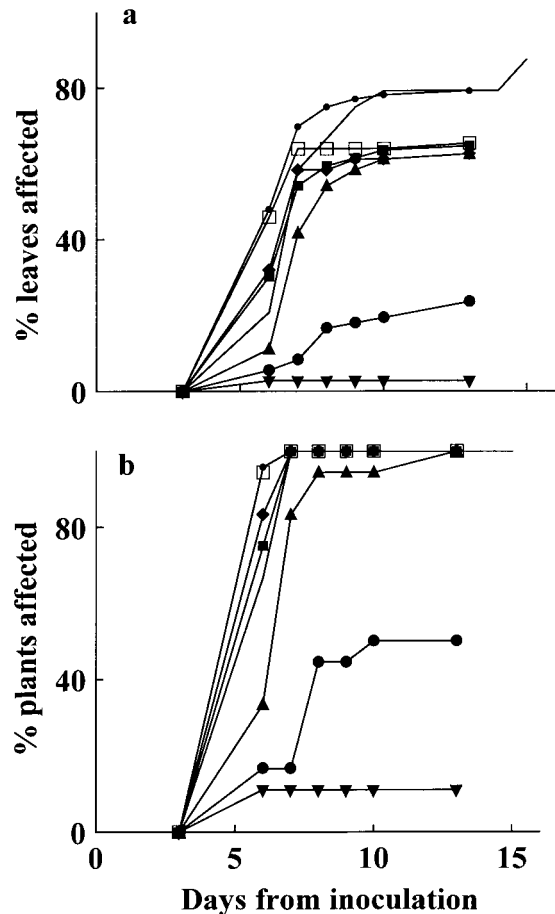 a
80
40
0
% leaves affected
b
80
40
0
% plants affected
0 5 10 15
Days from inoculation